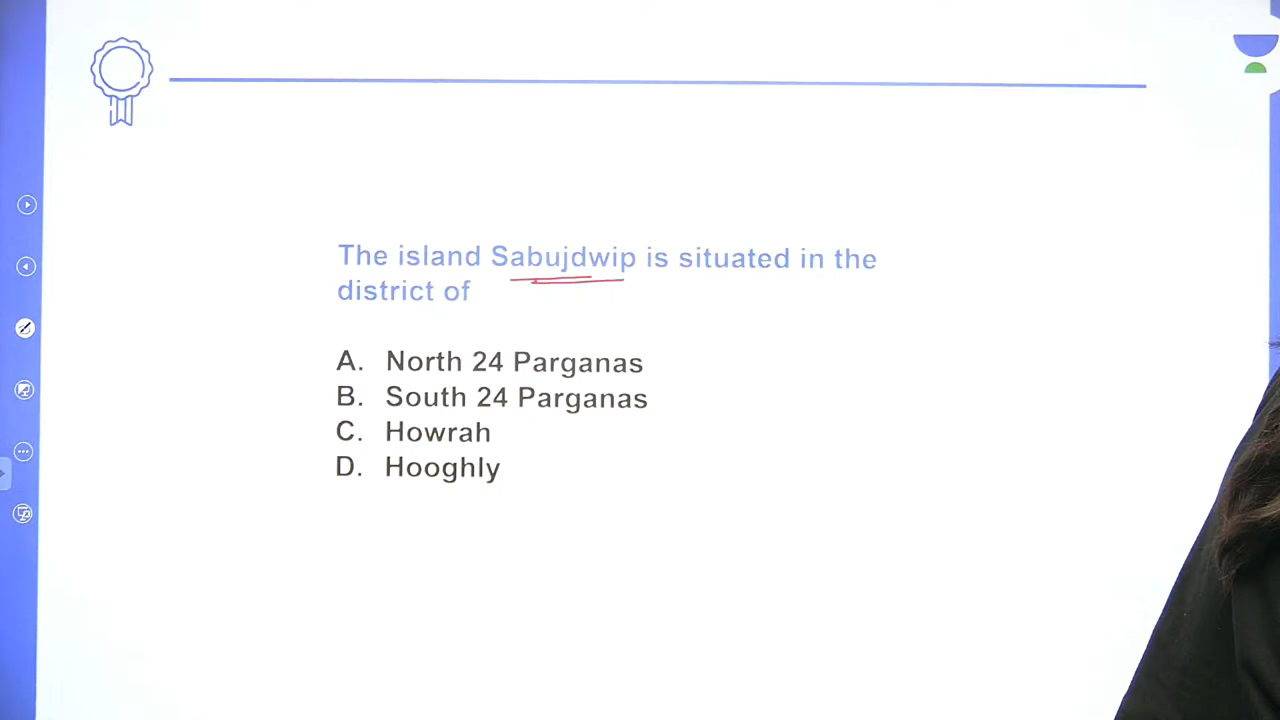 The island Sabujdwip is situated in the
district of
A. North 24 Parganas
B. South 24 Parganas
C. Howrah
D. Hooghly